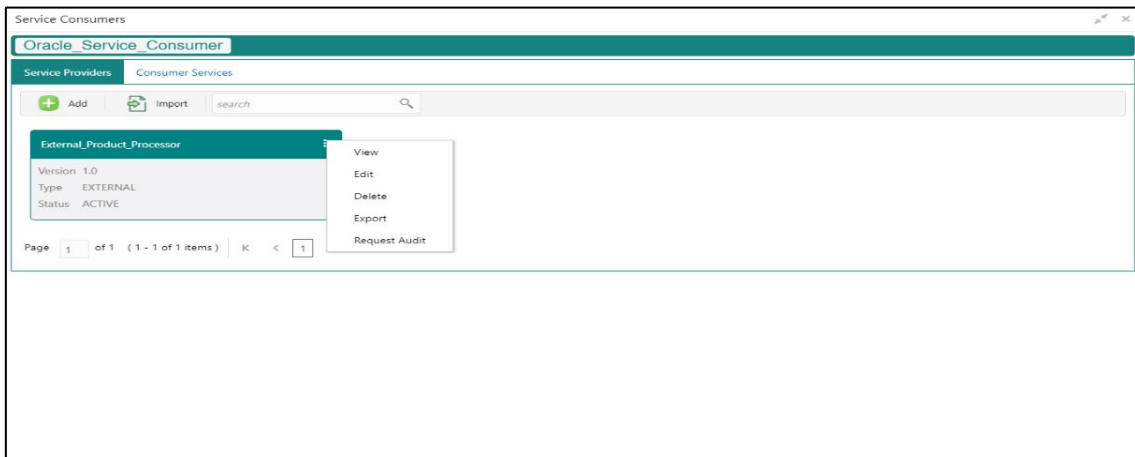 Service Consumers
Oracle_Service_Consumer
Service Providers Consumer Services
Add Import search
External_Product_Processor
Version 1.0
Type EXTERNAL
Status ACTIVE
View
Edit
Delete
Export
Request Audit
Page 1 of 1 (1 - 1 of 1 items) K < 1